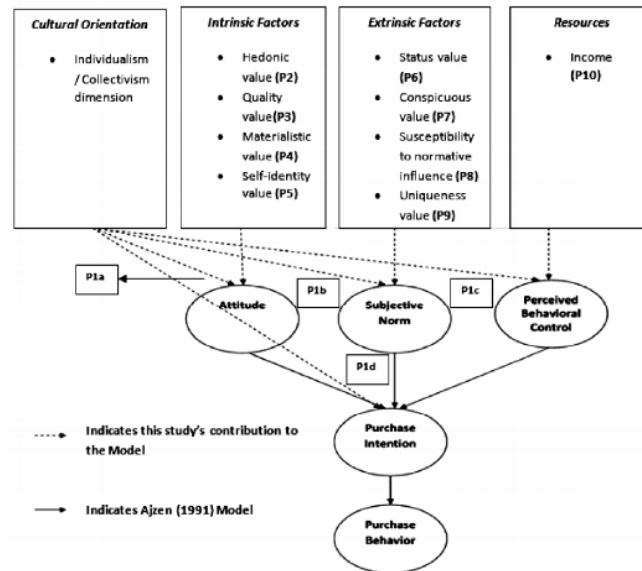 Cultural Orientation
• Individualism
/ Collectivism
dimension
Intrinsic Factors
• Hedonic
value (P2)
• Quality
value(P3)
• Materialistic
value (P4)
• Self-identity
value (P5)
Extrinsic Factors
• Status value
(P6)
• Conspicuous
value (P7)
• Susceptibility
to normative
influence (P8)
• Uniqueness
value (P9)
Resources
• Income
(P10)
P1a
Attitude
P1b
Subjective
Norm
P1c
Perceived
Behavioral
Control
P1d
Purchase
Intention
Purchase
Behavior
Indicates this study's contribution to
the Model
Indicates Ajzen (1991) Model